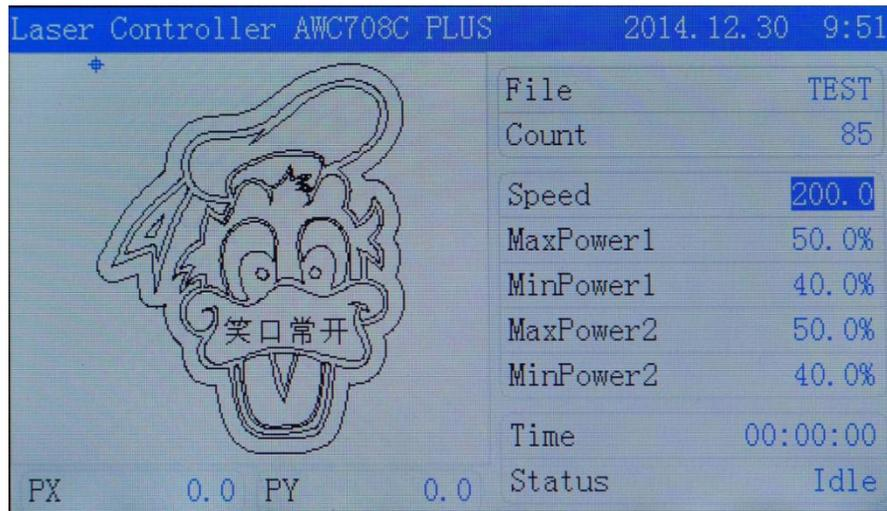 Laser Controller AWC708C PLUS 2014.12.30 9:51
File TEST
Count 85
Speed 200.0
MaxPower1 50.0%
MinPower1 40.0%
MaxPower2 50.0%
MinPower2 40.0%
笑口常开
Time 00:00:00
Status Idle
PX 0.0 PY 0.0